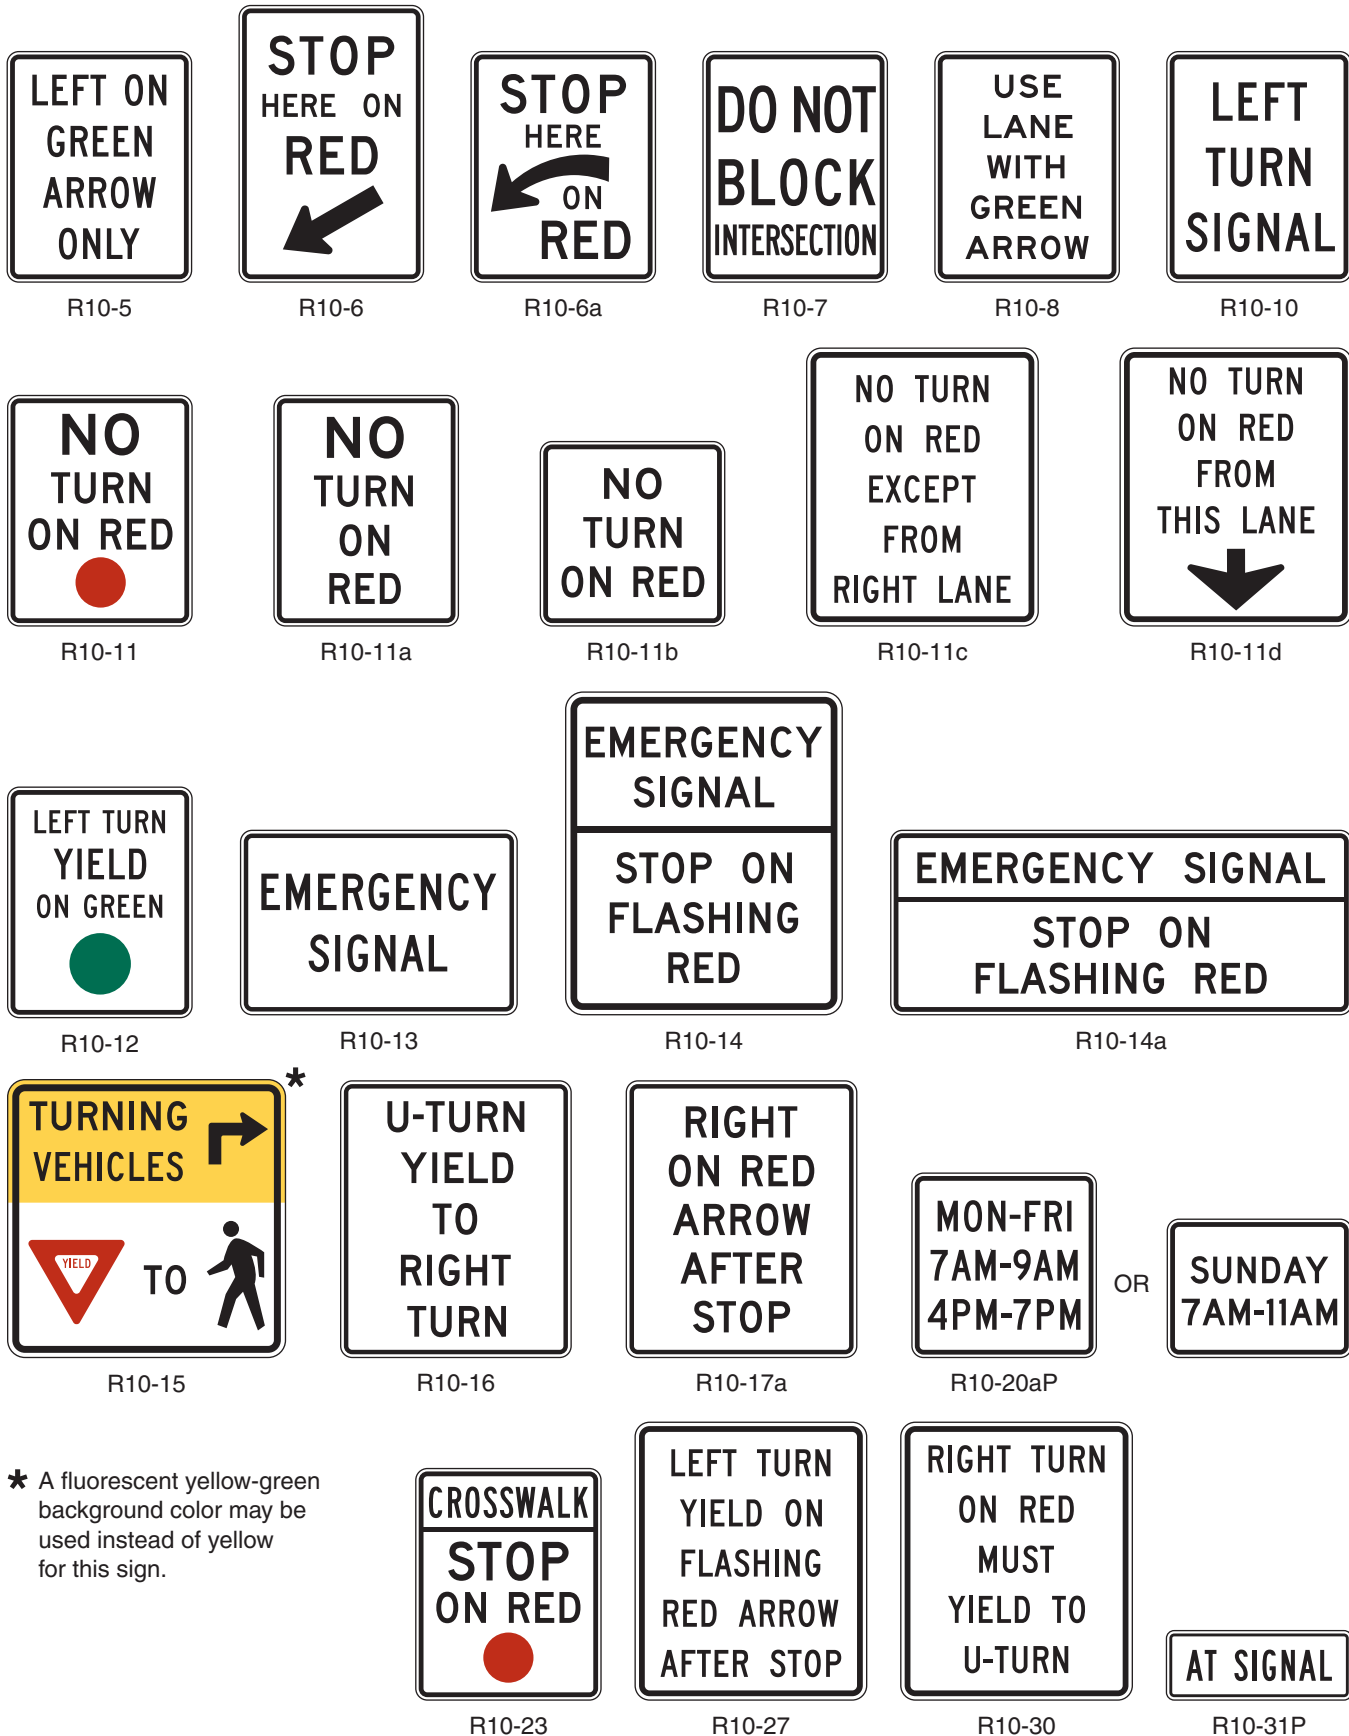 LEFT ON
GREEN
ARROW
ONLY
R10-5
STOP
HERE ON
RED
R10-6
STOP
HERE
ON
RED
R10-6a
DO NOT
BLOCK
INTERSECTION
R10-7
USE
LANE
WITH
GREEN
ARROW
R10-8
LEFT
TURN
SIGNAL
R10-10
NO
TURN
ON RED
R10-11
NO
TURN
ON
RED
R10-11a
NO
TURN
ON RED
R10-11b
NO TURN
ON RED
EXCEPT
FROM
RIGHT LANE
R10-11c
NO TURN
ON RED
FROM
THIS LANE
R10-11d
LEFT TURN
YIELD
ON GREEN
R10-12
EMERGENCY
SIGNAL
R10-13
EMERGENCY
SIGNAL
STOP ON
FLASHING
RED
R10-14
EMERGENCY SIGNAL
STOP ON
FLASHING RED
R10-14a
TURNING
VEHICLES
YIELD
TO
*
R10-15
U-TURN
YIELD
TO
RIGHT
TURN
R10-16
RIGHT
ON RED
ARROW
AFTER
STOP
R10-17a
MON-FRI
7AM-9AM
4PM-7PM
R10-20aP
OR
SUNDAY
7AM-11AM
* A fluorescent yellow-green
background color may be
used instead of yellow
for this sign.
CROSSWALK
STOP
ON RED
R10-23
LEFT TURN
YIELD ON
FLASHING
RED ARROW
AFTER STOP
R10-27
RIGHT TURN
ON RED
MUST
YIELD TO
U-TURN
R10-30
AT SIGNAL
R10-31P